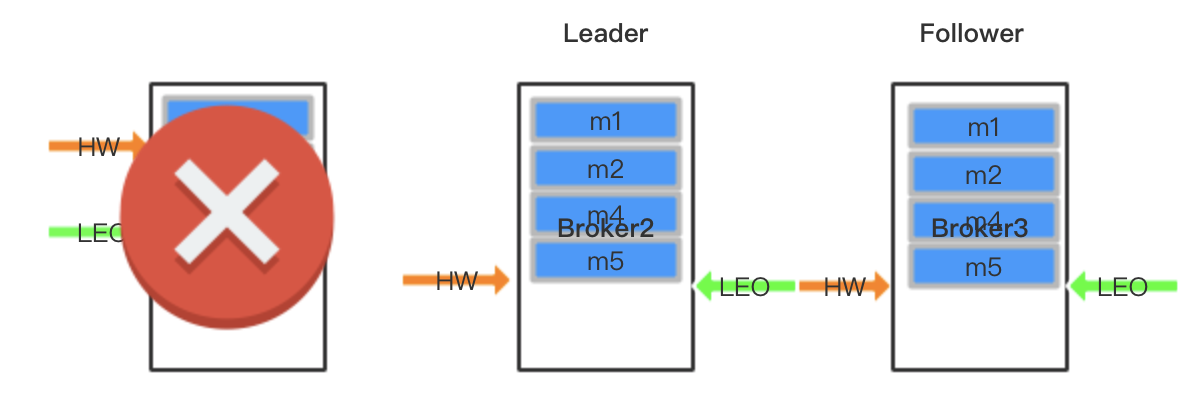 Leader
Follower
HW
LEO
m1
m2
m4
Broker2
m5
HW
LEO
m1
m2
m4
Broker3
m5
HW
LEO